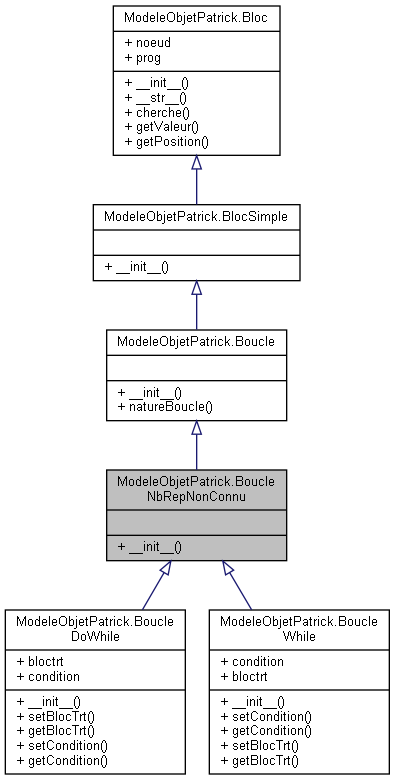 ModeleObjetPatrick.Bloc
+ noeud
+ prog
+ __init__()
+ __str__()
+ cherche()
+ getValeur()
+ getPosition()
ModeleObjetPatrick.BlocSimple
+ __init__()
ModeleObjetPatrick.Boucle
+ __init__()
+ natureBoucle()
ModeleObjetPatrick.Boucle
NbRepNonConnu
+ __init__()
ModeleObjetPatrick.Boucle
DoWhile
+ bloctrt
+ condition
+ __init__()
+ setBlocTrt()
+ getBlocTrt()
+ setCondition()
+ getCondition()
ModeleObjetPatrick.Boucle
While
+ condition
+ bloctrt
+ __init__()
+ setCondition()
+ getCondition()
+ setBlocTrt()
+ getBlocTrt()